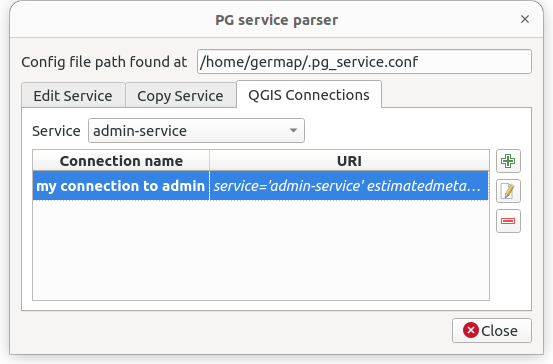 PG service parser
Config file path found at /home/germap/.pg_service.conf
Edit Service Copy Service QGIS Connections
Service admin-service
Connection name URI
my connection to admin service='admin-service' estimatedmeta...
Close